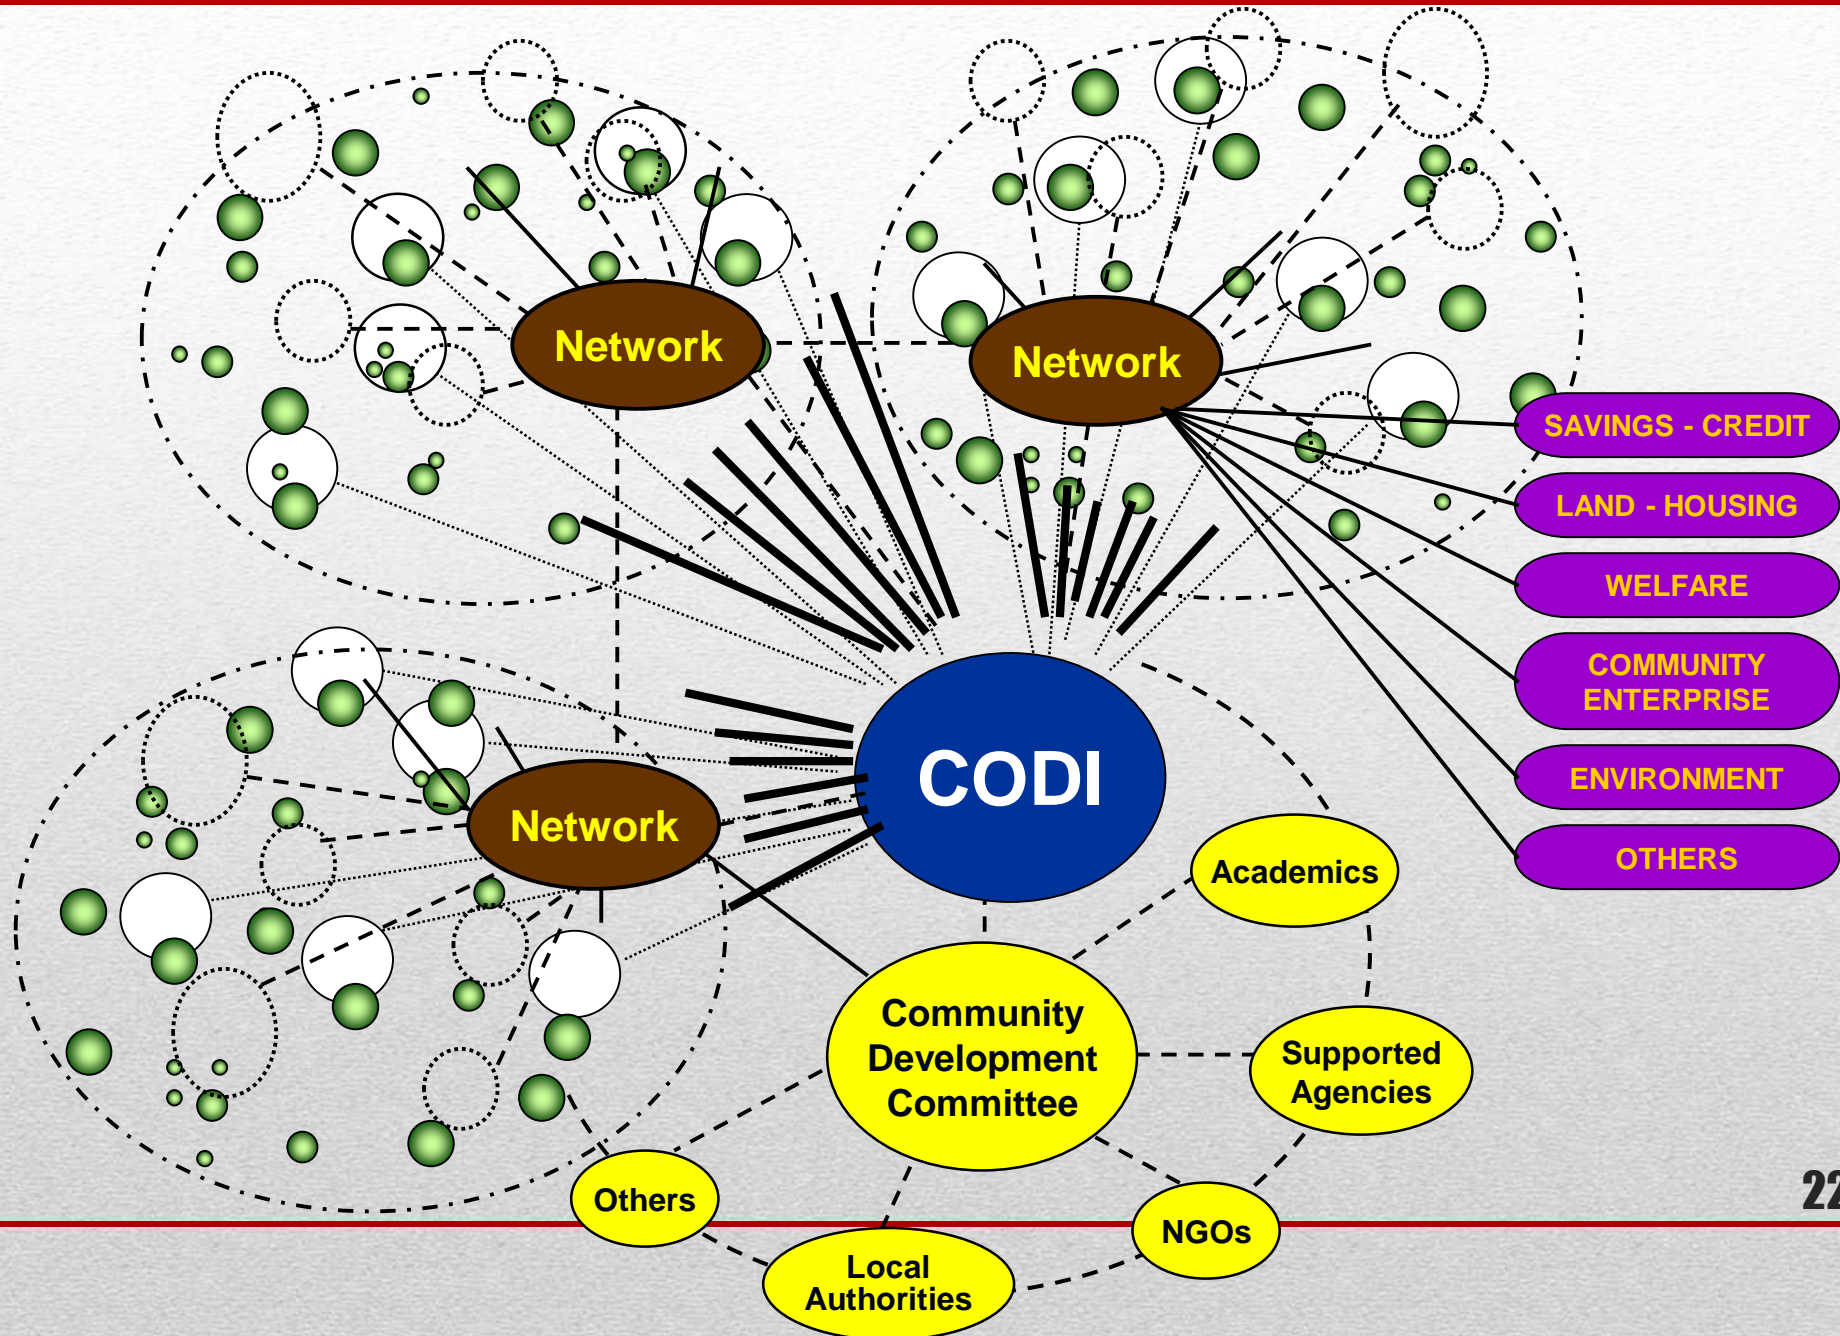 Network
Network
SAVINGS - CREDIT
LAND - HOUSING
WELFARE
COMMUNITY
ENTERPRISE
ENVIRONMENT
OTHERS
CODI
Network
Academics
Community
Development
Committee
Supported
Agencies
Others
NGOs
Local
Authorities
22